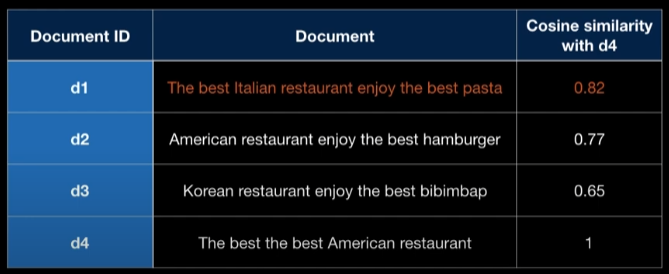 Document ID Document Cosine similarity with d4
d1 The best Italian restaurant enjoy the best pasta 0.82
d2 American restaurant enjoy the best hamburger 0.77
d3 Korean restaurant enjoy the best bibimbap 0.65
d4 The best the best American restaurant 1